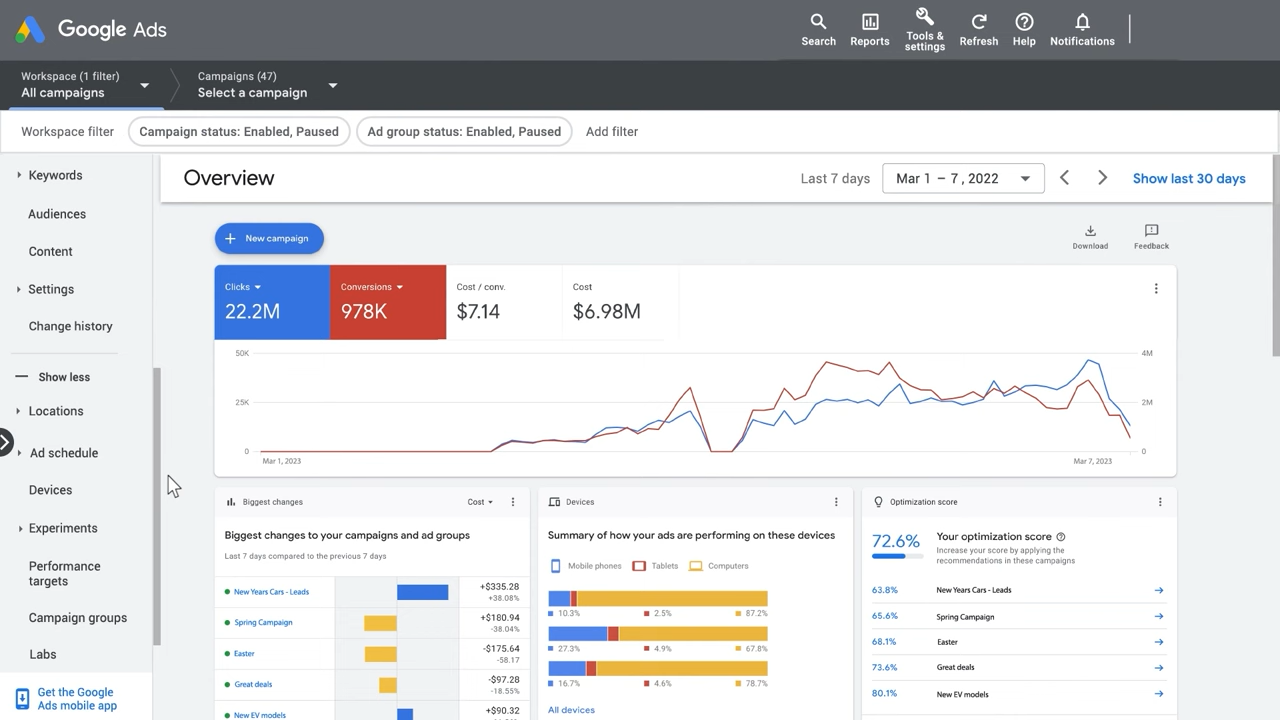 Google Ads
Search
Reports
Tools &
settings
Refresh
Help
Notifications
Workspace (1 filter)
All campaigns
Campaigns (47)
Select a campaign
Workspace filter
Campaign status: Enabled, Paused
Ad group status: Enabled, Paused
Add filter
Keywords
Audiences
Content
Settings
Change history
Show less
Locations
Ad schedule
Devices
Experiments
Performance
targets
Campaign groups
Labs
Get the Google
Ads mobile app
Overview
Last 7 days
Mar 1 – 7 , 2022
Show last 30 days
+ New campaign
Download
Feedback
Clicks
22.2M
Conversions
978K
Cost / conv.
$7.14
Cost
$6.98M
50K
4M
25K
2M
0
0
Mar 1, 2023
Mar 7, 2023
Biggest changes
Cost
Biggest changes to your campaigns and ad groups
Last 7 days compared to the previous 7 days
New Years Cars - Leads
+$335.28
+38.08%
Spring Campaign
+$180.94
-38.04%
Easter
-$175.64
-58.17
Great deals
-$97.28
-18.55%
New EV models
+$90.32
Devices
Summary of how your ads are performing on these devices
Mobile phones
Tablets
Computers
10.3%
2.5%
87.2%
27.3%
4.9%
67.8%
16.7%
4.6%
78.7%
All devices
Optimization score
72.6%
Your optimization score
Increase your score by applying the
recommendations in these campaigns
63.8%
New Years Cars - Leads
65.6%
Spring Campaign
68.1%
Easter
73.6%
Great deals
80.1%
New EV models